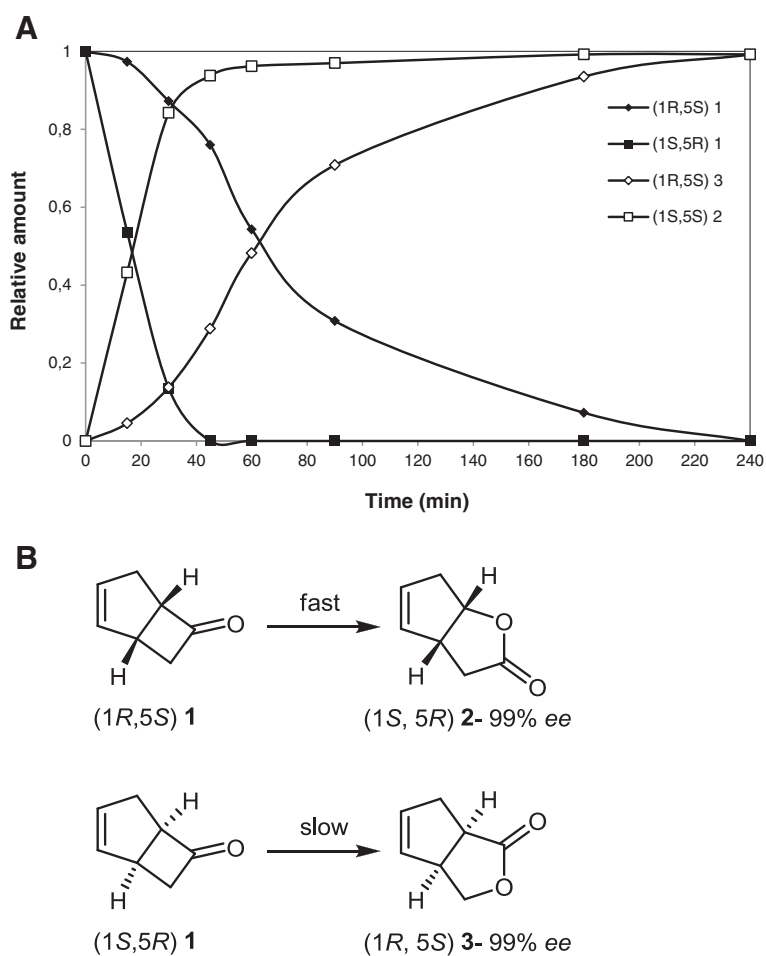 A
Relative amount
1
0,8
0,6
0,4
0,2
0
(1R,5S) 1
(1S,5R) 1
(1R,5S) 3
(1S,5S) 2
0 20 40 60 80 100 120 140 160 180 200 220 240
Time (min)
B
H
O
H
(1R,5S) 1
fast
H
O
O
H
(1S, 5R) 2- 99% ee
H
O
H
(1S,5R) 1
slow
H
O
O
H
(1R, 5S) 3- 99% ee